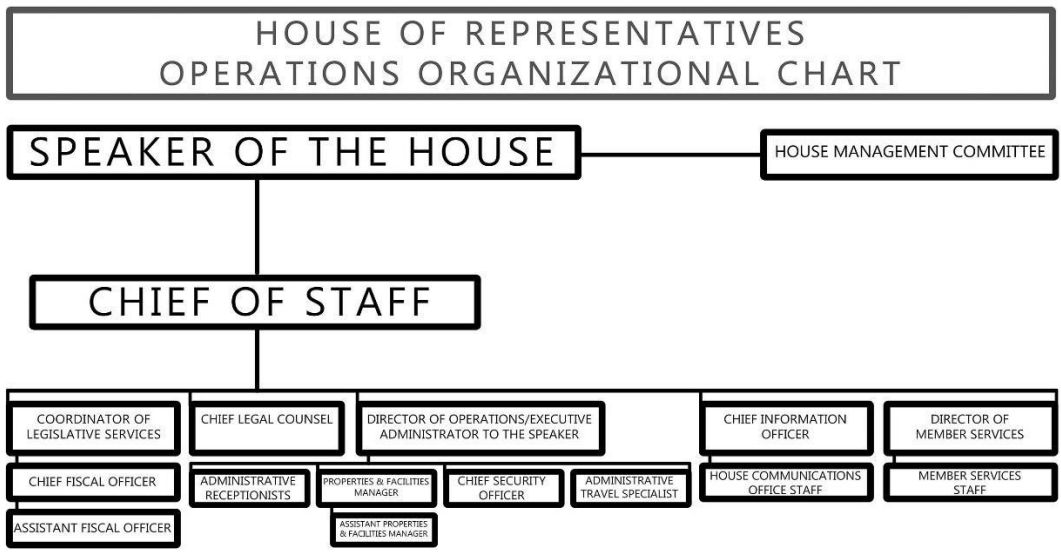 HOUSE OF REPRESENTATIVES
OPERATIONS ORGANIZATIONAL CHART
SPEAKER OF THE HOUSE
HOUSE MANAGEMENT COMMITTEE
CHIEF OF STAFF
COORDINATOR OF
LEGISLATIVE SERVICES
CHIEF LEGAL COUNSEL
DIRECTOR OF OPERATIONS/EXECUTIVE
ADMINISTRATOR TO THE SPEAKER
CHIEF INFORMATION
OFFICER
DIRECTOR OF
MEMBER SERVICES
CHIEF FISCAL OFFICER
ADMINISTRATIVE
RECEPTIONISTS
PROPERTIES & FACILITIES
MANAGER
CHIEF SECURITY
OFFICER
ADMINISTRATIVE
TRAVEL SPECIALIST
HOUSE COMMUNICATIONS
OFFICE STAFF
MEMBER SERVICES
STAFF
ASSISTANT FISCAL OFFICER
ASSISTANT PROPERTIES
& FACILITIES MANAGER